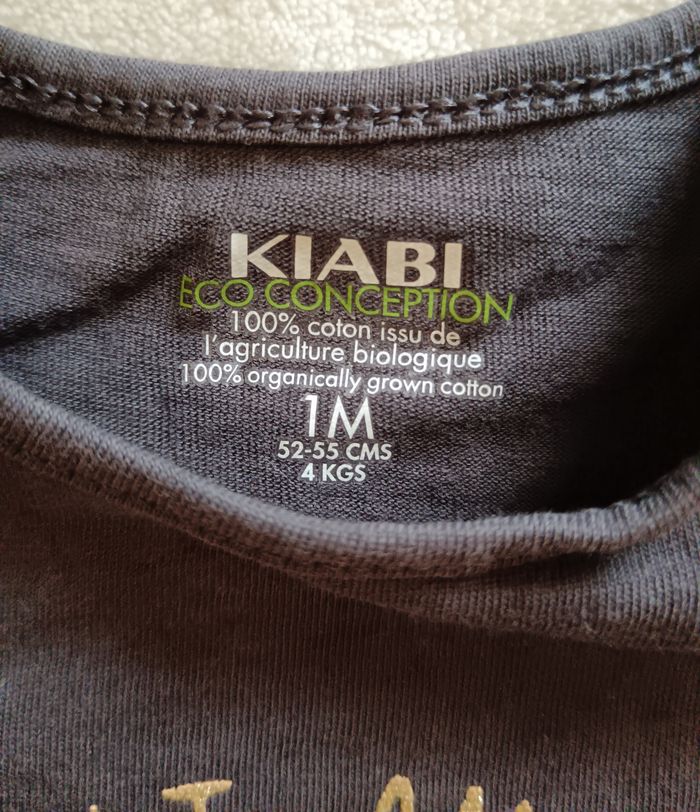 KIABI
ECO CONCEPTION
100% coton issu de
l'agriculture biologique
100% organically grown cotton
1M
52-55 CMS
4 KGS